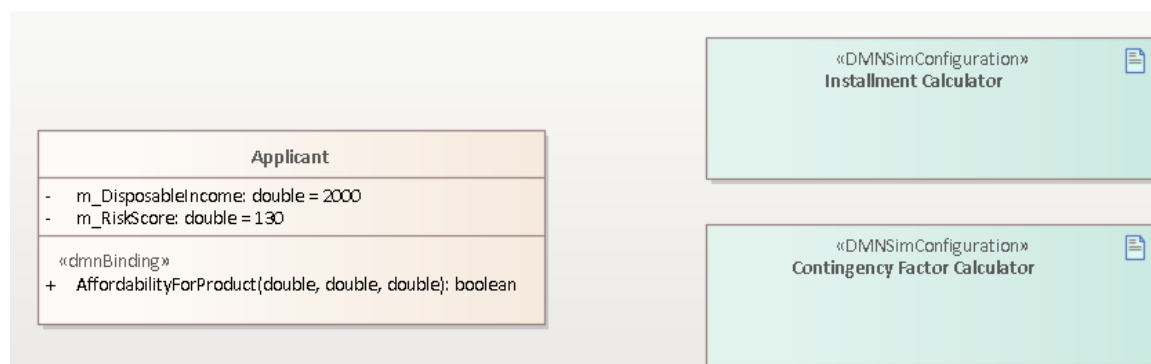 «DMNSimConfiguration»
Installment Calculator
Applicant
- m_DisposableIncome: double = 2000
- m_RiskScore: double = 130
«dmnBinding»
+ AffordabilityForProduct(double, double, double): boolean
«DMNSimConfiguration»
Contingency Factor Calculator